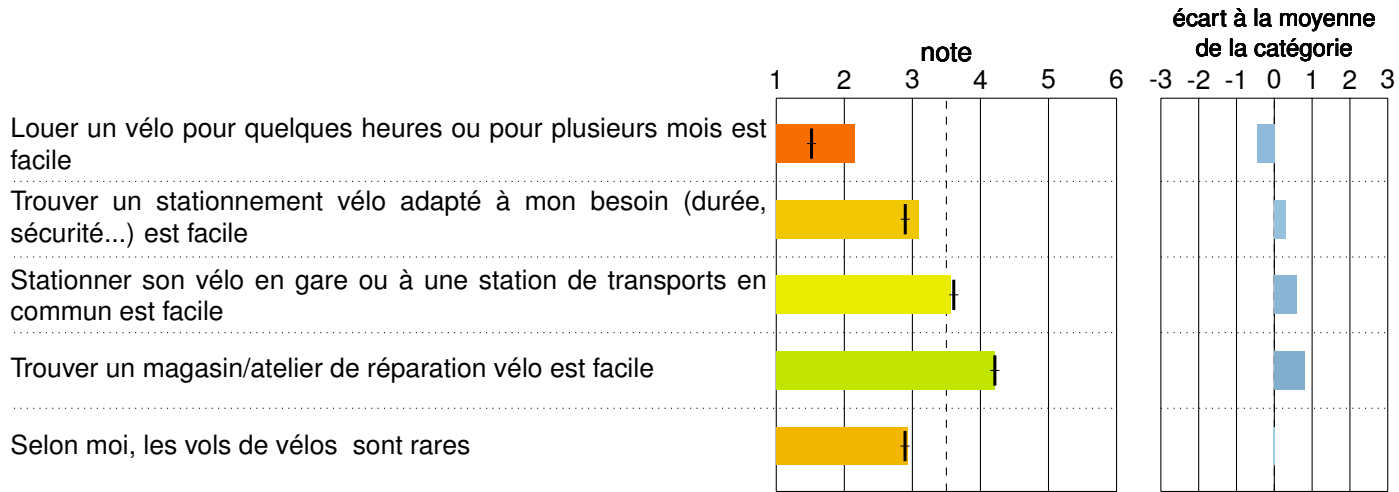 écart à la moyenne
de la catégorie
note
1 2 3 4 5 6
-3 -2 -1 0 1 2 3
Louer un vélo pour quelques heures ou pour plusieurs mois est
facile
Trouver un stationnement vélo adapté à mon besoin (durée,
sécurité...) est facile
Stationner son vélo en gare ou à une station de transports en
commun est facile
Trouver un magasin/atelier de réparation vélo est facile
Selon moi, les vols de vélos  sont rares